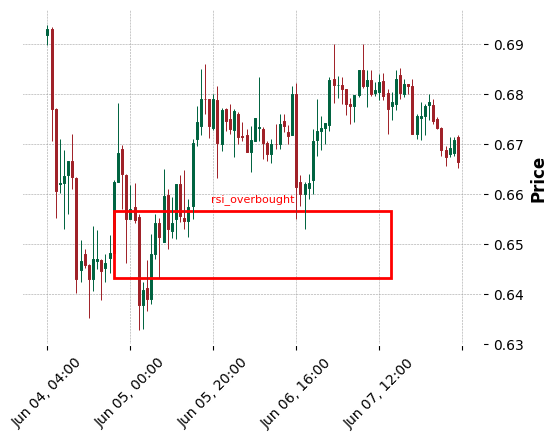 0.69
0.68
0.67
rsi_overbought
0.66
0.65
0.64
0.63
Price
Jun 04, 04:00
Jun 05, 00:00
Jun 05, 20:00
Jun 06, 16:00
Jun 07, 12:00